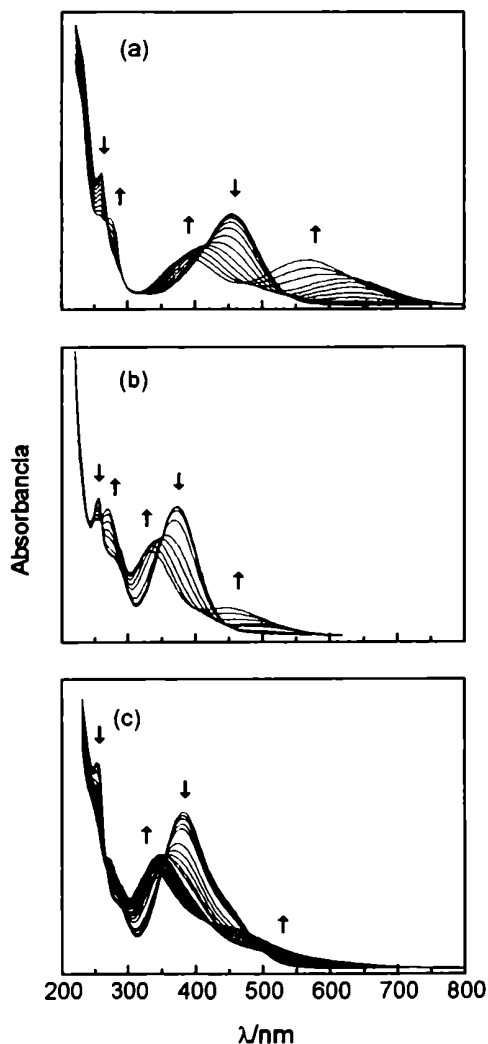 (a)
↓
↑
↑
↓
↑
(b)
↓
↑
↑
↓
↑
Absorbancia
(c)
↓
↑
↓
↑
200 300 400 500 600 700 800
λ/nm